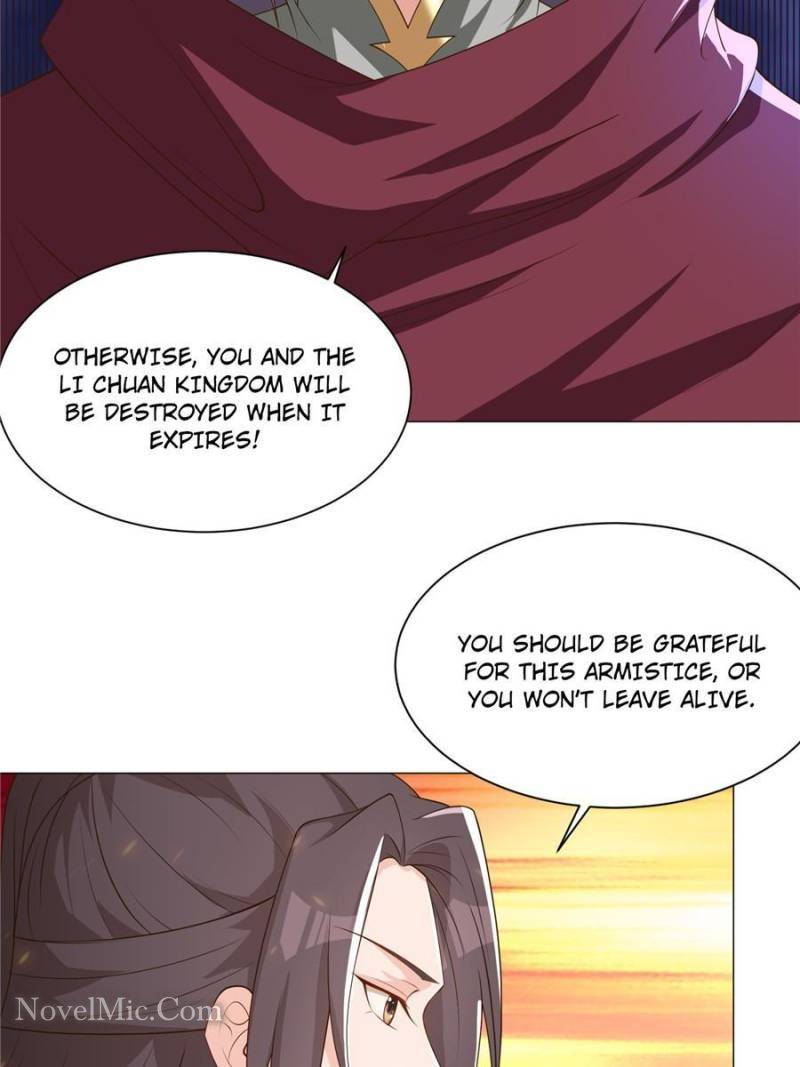 OTHERWISE, YOU AND THE
LI CHUAN KINGDOM WILL
BE DESTROYED WHEN IT
EXPIRES!
YOU SHOULD BE GRATEFUL
FOR THIS ARMISTICE, OR
YOU WON'T LEAVE ALIVE.
NovelMic.Com